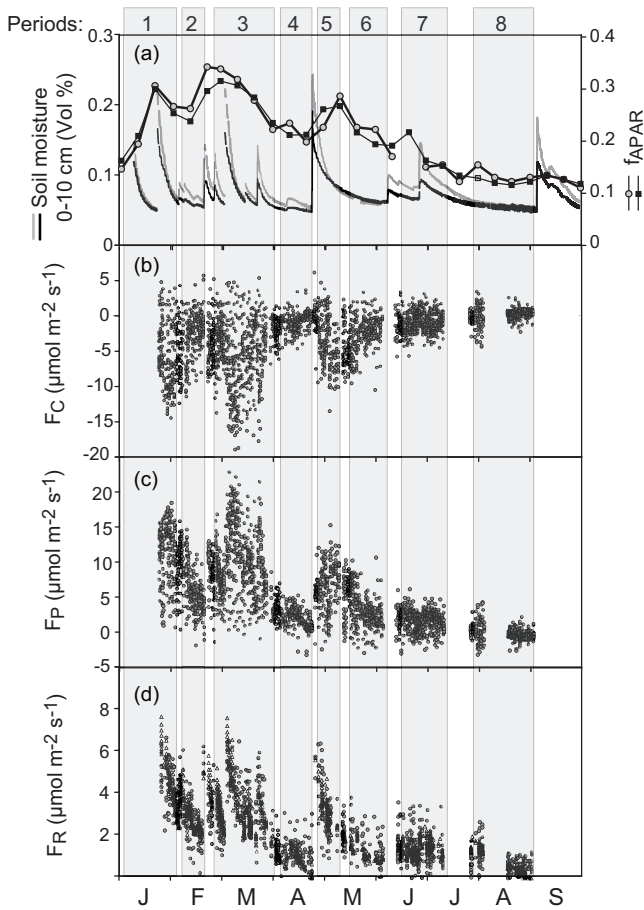 Periods: 1 2 3 4 5 6 7 8
(a)
Soil moisture
0-10 cm (Vol %)
0.3
0.2
0.1
0
fAPAR
0.4
0.3
0.2
0.1
0
(b)
FC (µmol m-2 s-1)
5
0
-5
-10
-15
-20
(c)
FP (µmol m-2 s-1)
20
15
10
5
0
-5
(d)
FR (µmol m-2 s-1)
8
6
4
2
J F M A M J J A S